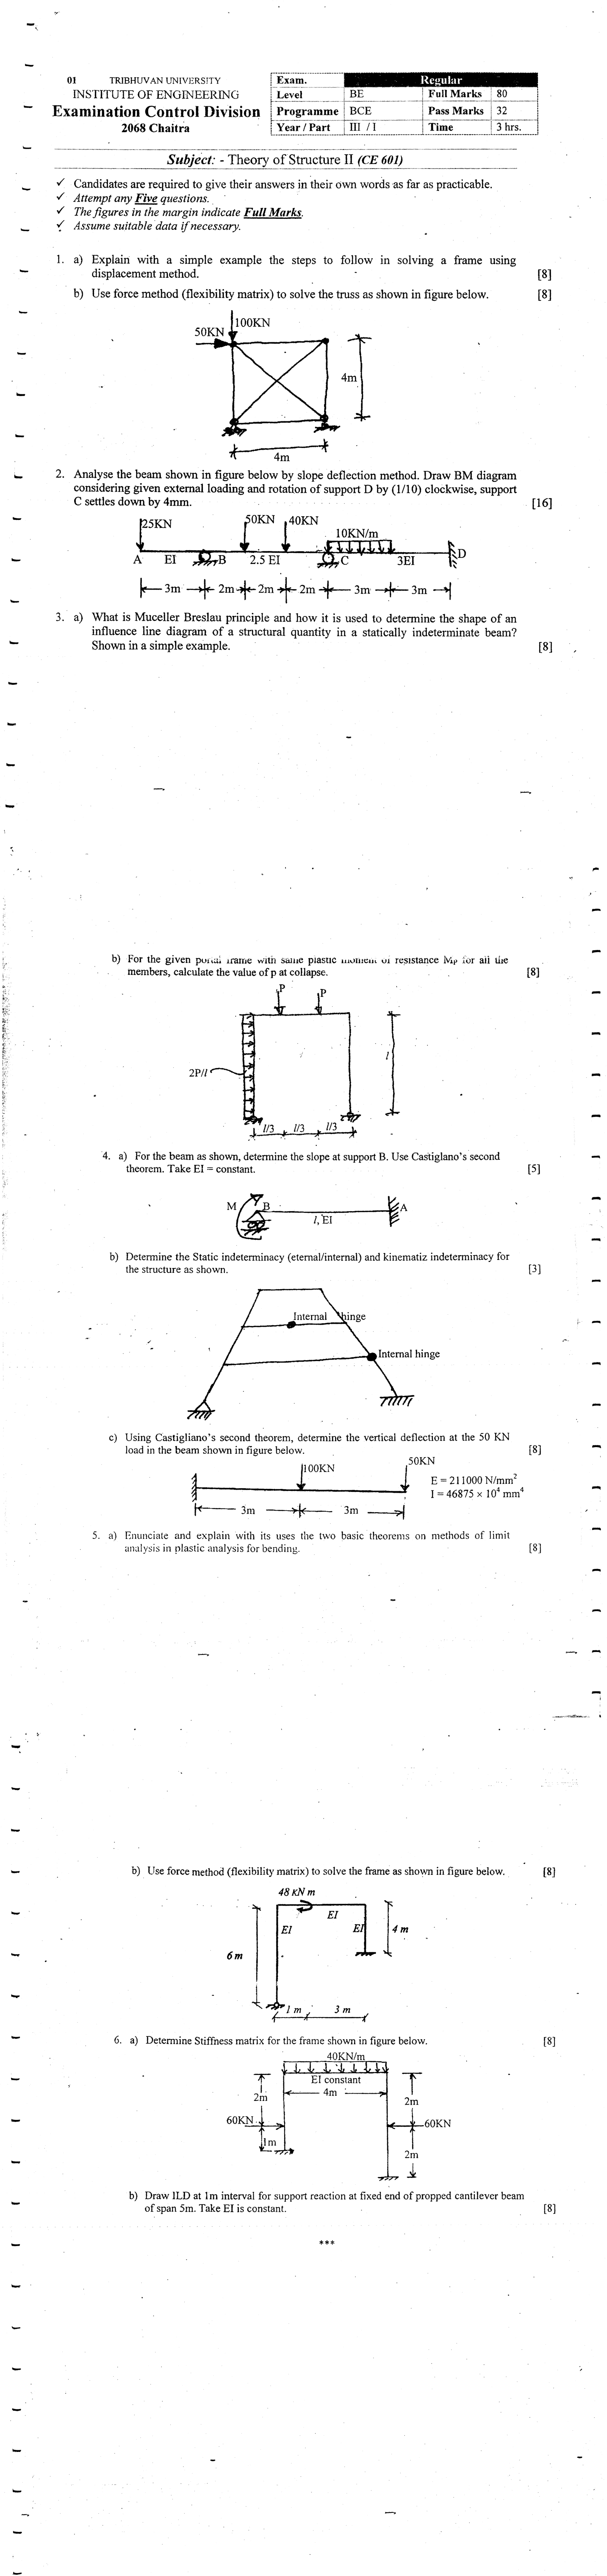 01 TRIBHUVAN UNIVERSITY
INSTITUTE OF ENGINEERING
Examination Control Division
2068 Chaitra
Exam. Regular
Level BE Full Marks 80
Programme BCE Pass Marks 32
Year / Part III / I Time 3 hrs.
Subject: - Theory of Structure II (CE 601)
✓ Candidates are required to give their answers in their own words as far as practicable.
✓ Attempt any Five questions.
✓ The figures in the margin indicate Full Marks.
✓ Assume suitable data if necessary.
1. a) Explain with a simple example the steps to follow in solving a frame using
displacement method. [8]
b) Use force method (flexibility matrix) to solve the truss as shown in figure below. [8]
100KN
50KN
4m
4m
2. Analyse the beam shown in figure below by slope deflection method. Draw BM diagram
considering given external loading and rotation of support D by (1/10) clockwise, support
C settles down by 4mm. [16]
25KN 50KN 40KN
10KN/m
A EI B 2.5 EI C 3EI D
3m 2m 2m 2m 3m 3m
3. a) What is Muceller Breslau principle and how it is used to determine the shape of an
influence line diagram of a structural quantity in a statically indeterminate beam?
Shown in a simple example. [8]
b) For the given portal frame with same plastic moment of resistance Mp for all the
members, calculate the value of p at collapse. [8]
P P
2P/l
l
l/3 l/3 l/3
4. a) For the beam as shown, determine the slope at support B. Use Castiglano's second
theorem. Take EI = constant. [5]
M B A
l, EI
b) Determine the Static indeterminacy (eternal/internal) and kinematiz indeterminacy for
the structure as shown. [3]
Internal hinge
Internal hinge
c) Using Castigliano's second theorem, determine the vertical deflection at the 50 KN
load in the beam shown in figure below. [8]
100KN 50KN
E = 211000 N/mm²
I = 46875 × 10⁴ mm⁴
3m 3m
5. a) Enunciate and explain with its uses the two basic theorems on methods of limit
analysis in plastic analysis for bending. [8]
b) Use force method (flexibility matrix) to solve the frame as shown in figure below. [8]
48 KN m
EI
EI EI 4 m
6 m
1 m 3 m
6. a) Determine Stiffness matrix for the frame shown in figure below. [8]
40KN/m
EI constant
4m
2m 2m
60KN 60KN
1m 2m
b) Draw ILD at 1m interval for support reaction at fixed end of propped cantilever beam
of span 5m. Take EI is constant. [8]
***